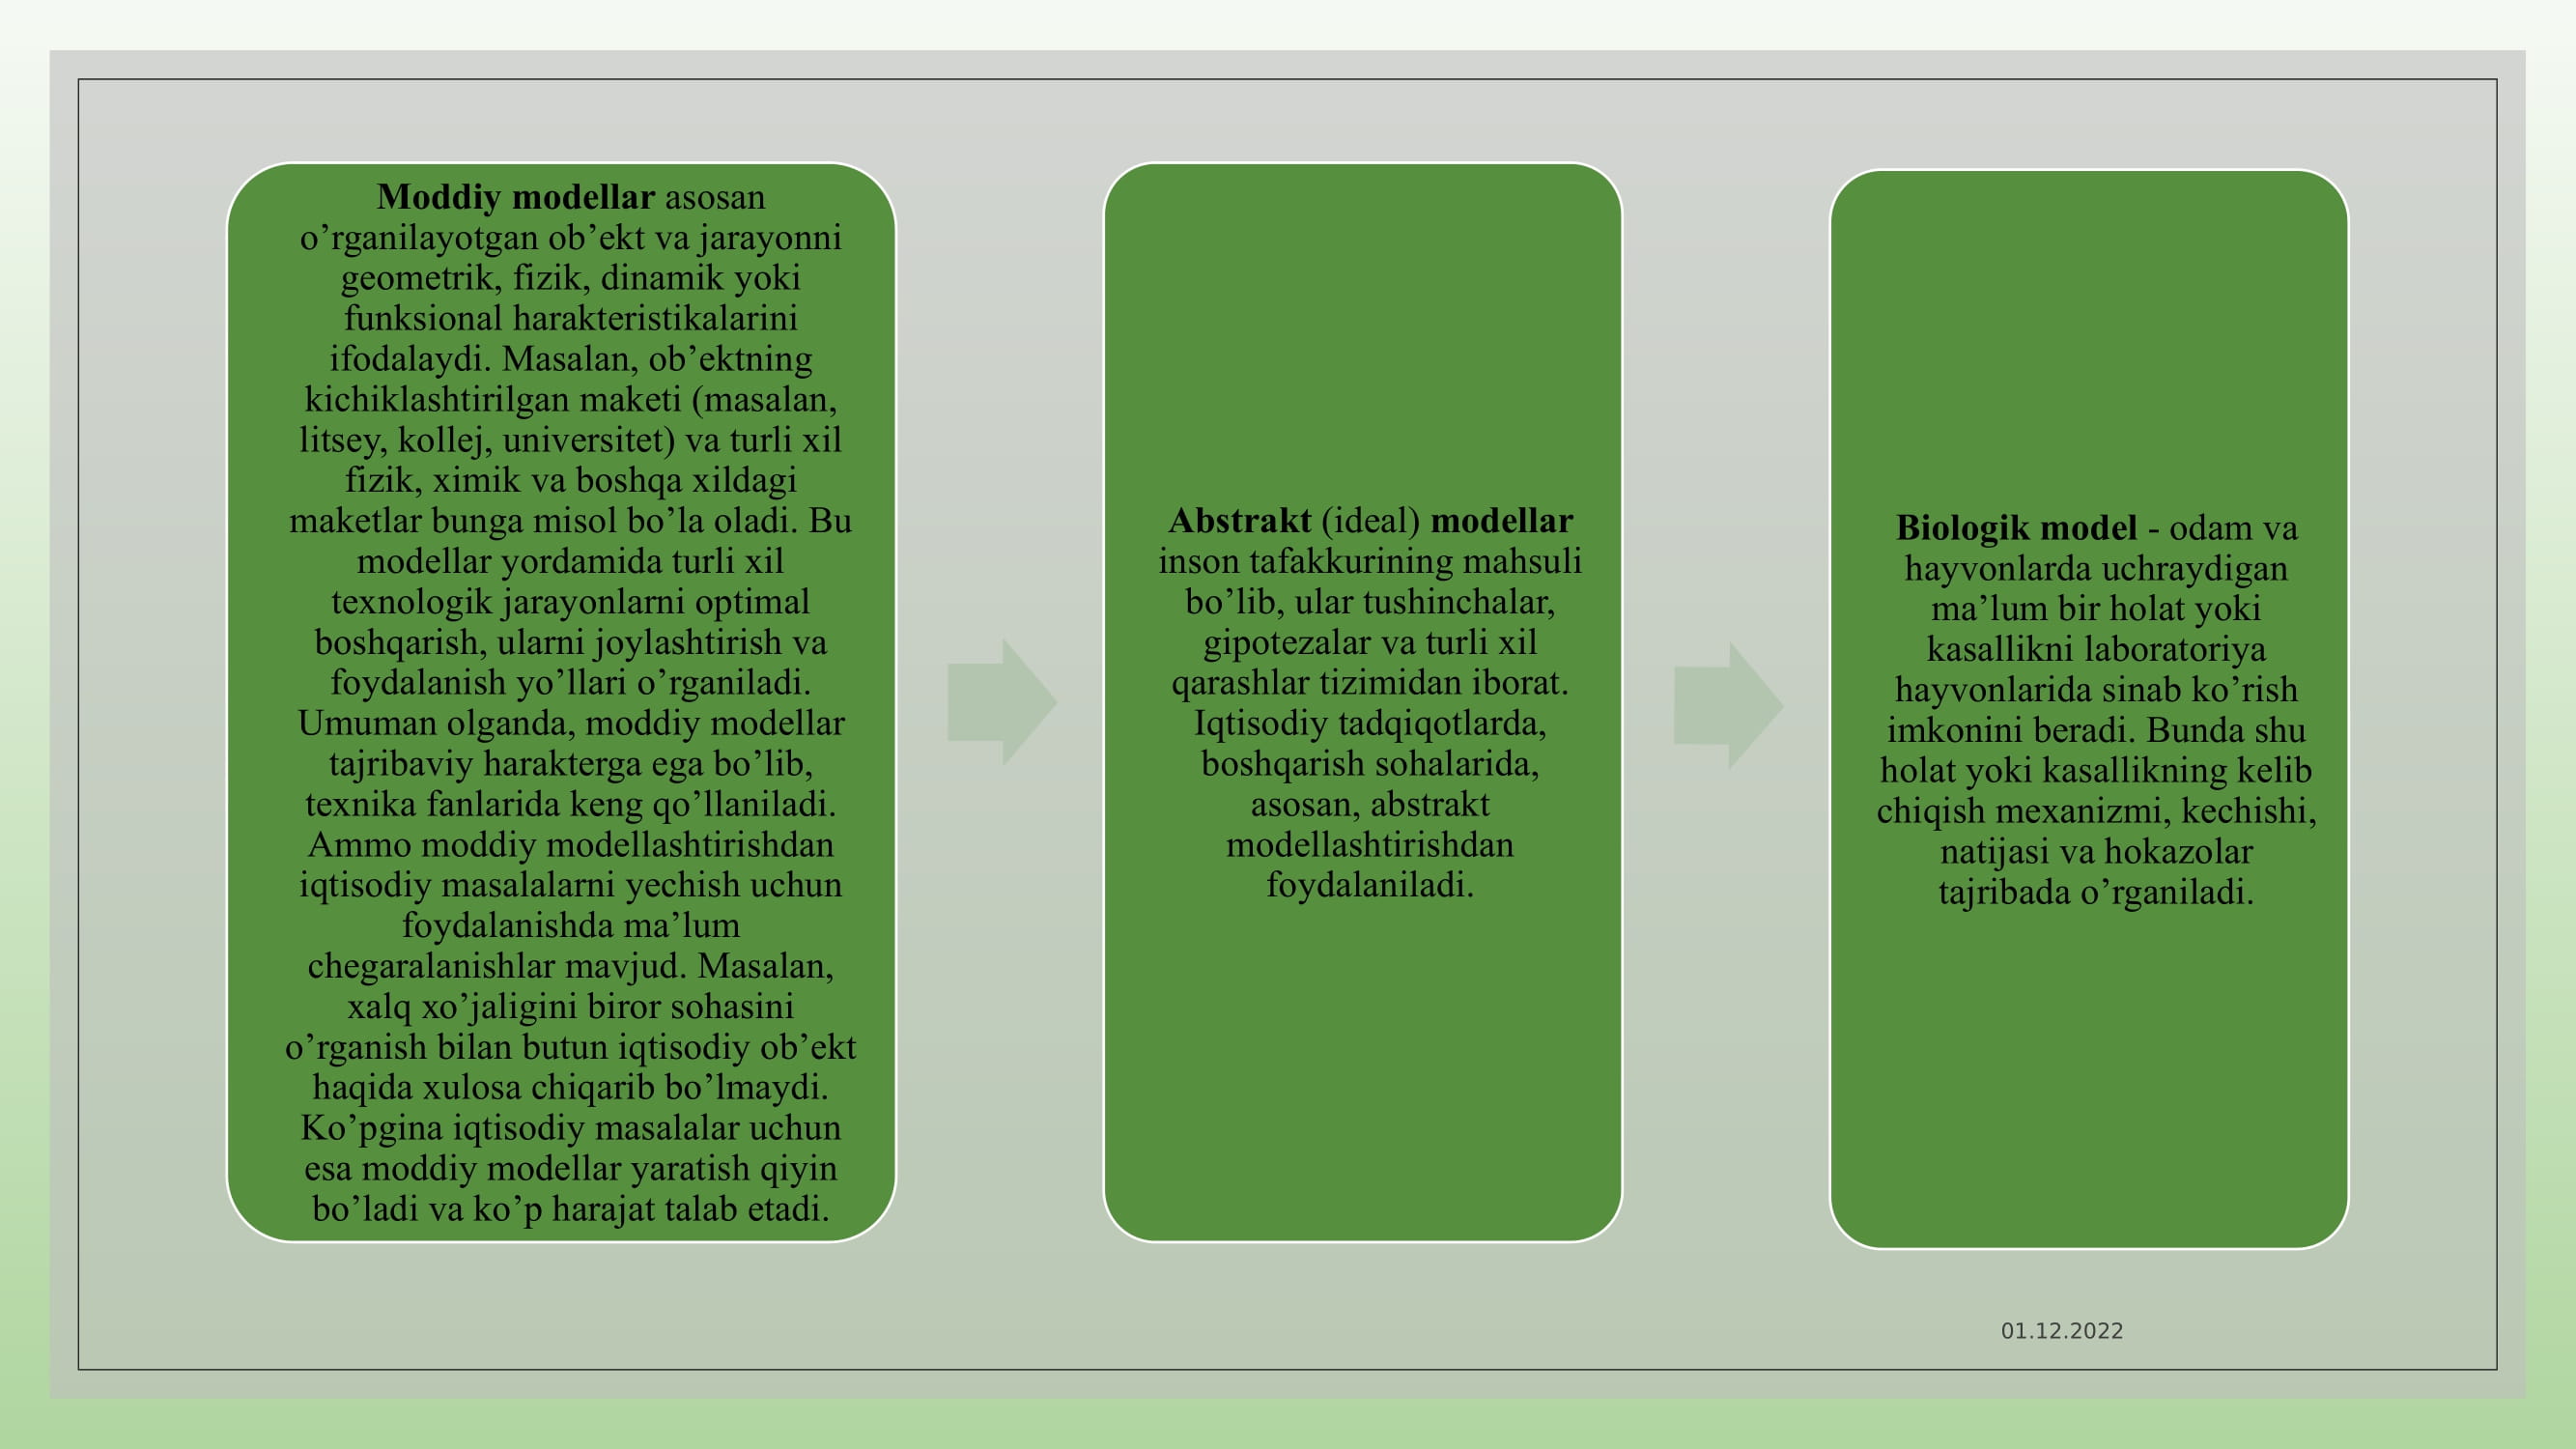 Moddiy modellar asosan
o’rganilayotgan ob’ekt va jarayonni
geometrik, fizik, dinamik yoki
funksional harakteristikalarini
ifodalaydi. Masalan, ob’ektning
kichiklashtirilgan maketi (masalan,
litsey, kollej, universitet) va turli xil
fizik, ximik va boshqa xildagi
maketlar bunga misol bo’la oladi. Bu
modellar yordamida turli xil
texnologik jarayonlarni optimal
boshqarish, ularni joylashtirish va
foydalanish yo’llari o’rganiladi.
Umuman olganda, moddiy modellar
tajribaviy harakterga ega bo’lib,
texnika fanlarida keng qo’llaniladi.
Ammo moddiy modellashtirishdan
iqtisodiy masalalarni yechish uchun
foydalanishda ma’lum
chegaralanishlar mavjud. Masalan,
xalq xo’jaligini biror sohasini
o’rganish bilan butun iqtisodiy ob’ekt
haqida xulosa chiqarib bo’lmaydi.
Ko’pgina iqtisodiy masalalar uchun
esa moddiy modellar yaratish qiyin
bo’ladi va ko’p harajat talab etadi.
Abstrakt (ideal) modellar
inson tafakkurining mahsuli
bo’lib, ular tushinchalar,
gipotezalar va turli xil
qarashlar tizimidan iborat.
Iqtisodiy tadqiqotlarda,
boshqarish sohalarida,
asosan, abstrakt
modellashtirishdan
foydalaniladi.
Biologik model - odam va
hayvonlarda uchraydigan
ma’lum bir holat yoki
kasallikni laboratoriya
hayvonlarida sinab ko’rish
imkonini beradi. Bunda shu
holat yoki kasallikning kelib
chiqish mexanizmi, kechishi,
natijasi va hokazolar
tajribada o’rganiladi.
01.12.2022